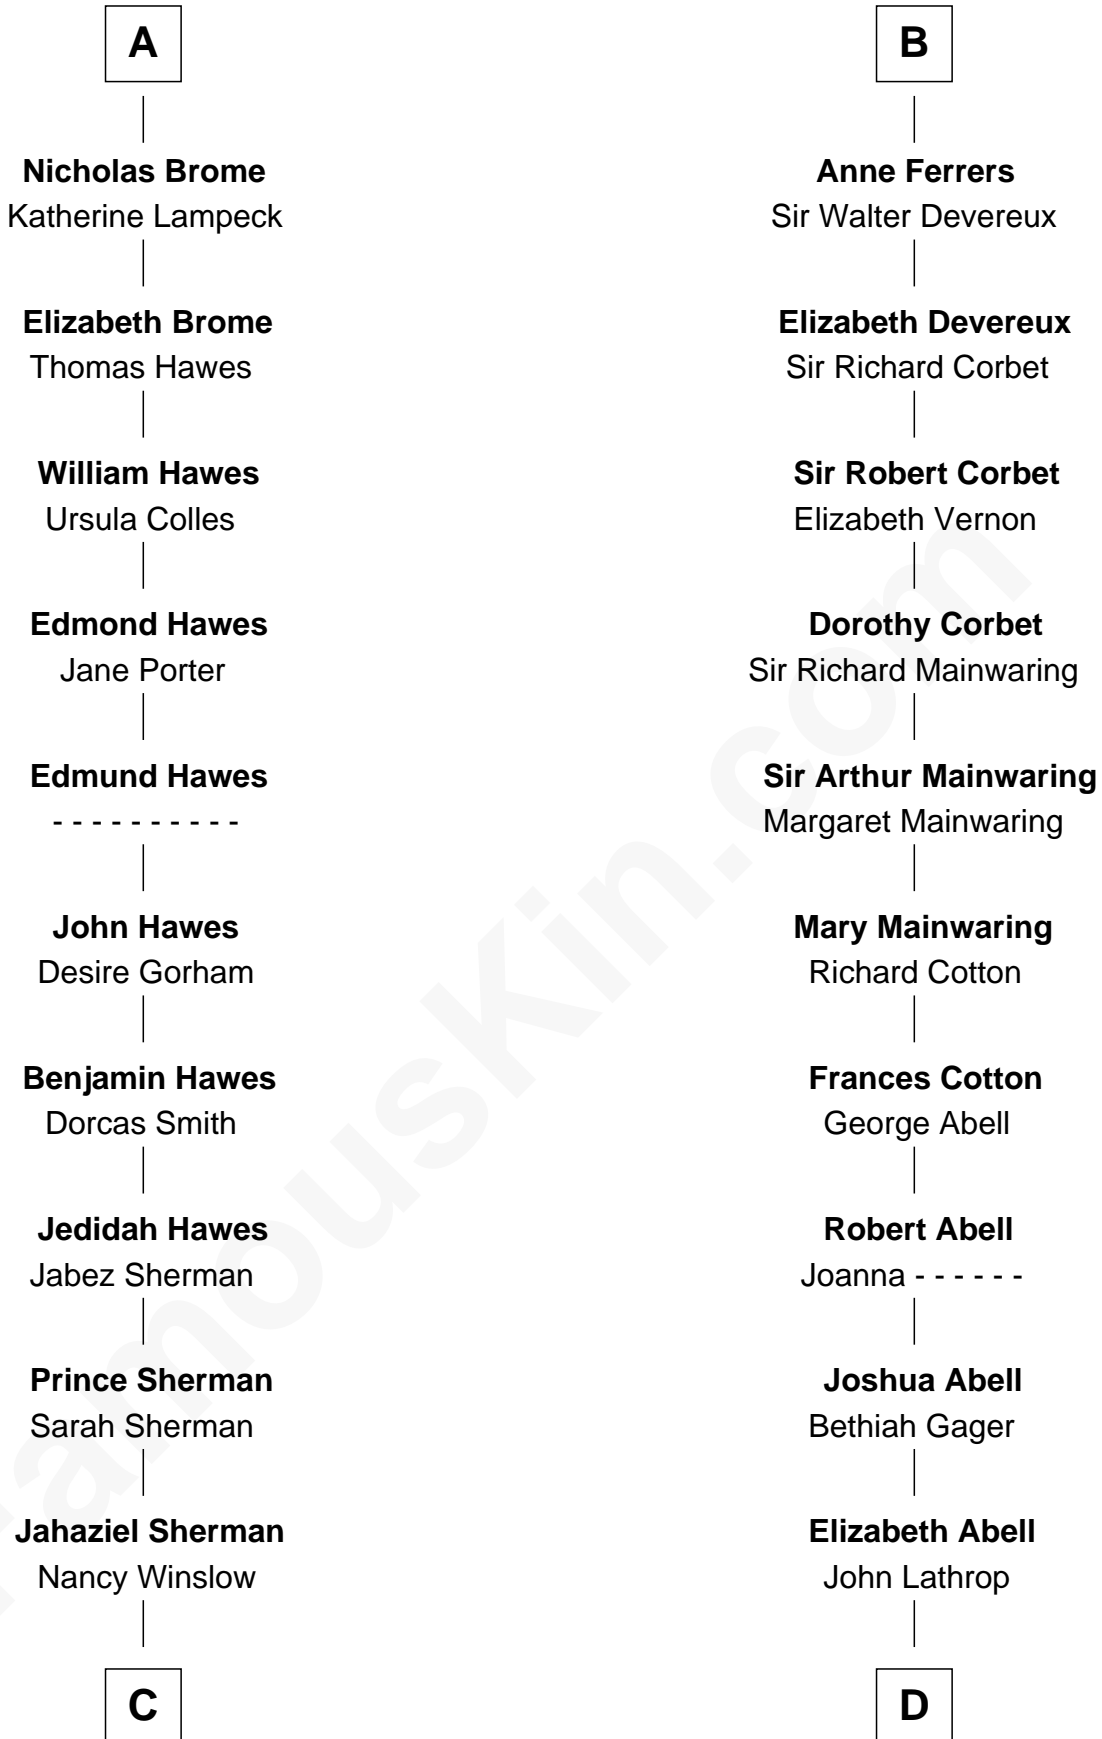 A
Nicholas Brome
Katherine Lampeck
Elizabeth Brome
Thomas Hawes
William Hawes
Ursula Colles
Edmond Hawes
Jane Porter
Edmund Hawes
- - - - - - - - - -
John Hawes
Desire Gorham
Benjamin Hawes
Dorcas Smith
Jedidah Hawes
Jabez Sherman
Prince Sherman
Sarah Sherman
Jahaziel Sherman
Nancy Winslow
C
B
Anne Ferrers
Sir Walter Devereux
Elizabeth Devereux
Sir Richard Corbet
Sir Robert Corbet
Elizabeth Vernon
Dorothy Corbet
Sir Richard Mainwaring
Sir Arthur Mainwaring
Margaret Mainwaring
Mary Mainwaring
Richard Cotton
Frances Cotton
George Abell
Robert Abell
Joanna - - - - - -
Joshua Abell
Bethiah Gager
Elizabeth Abell
John Lathrop
D
FamousKin.com